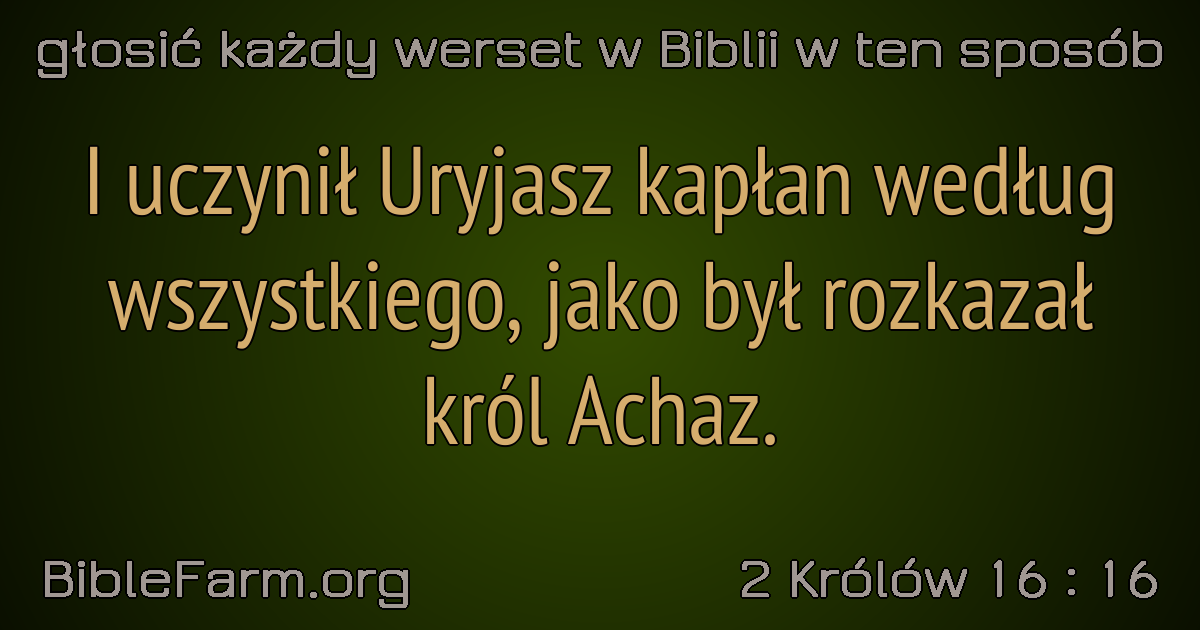 głosić każdy werset w Biblii w ten sposób
I uczynił Uryjasz kapłan według
wszystkiego, jako był rozkazał
król Achaz.
BibleFarm.org
2 Królów 16 : 16